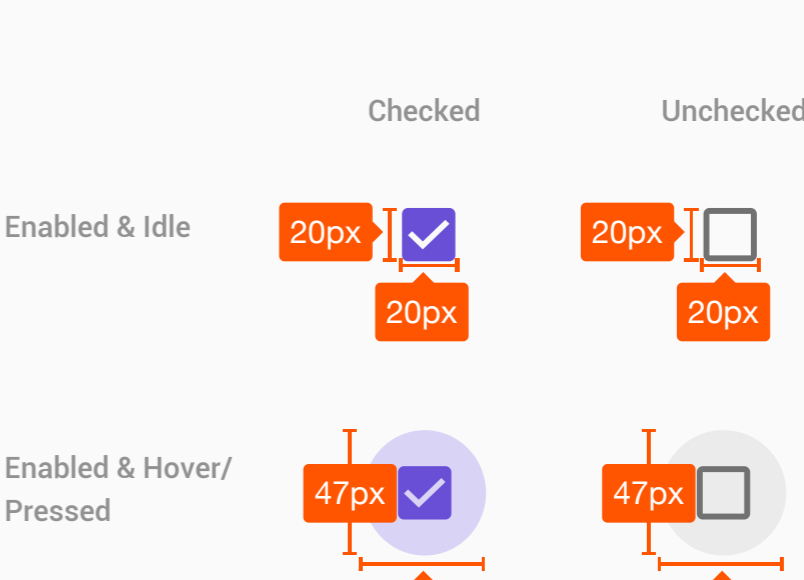 Checked Unchecked
Enabled & Idle 20px 20px
20px 20px
Enabled & Hover/
Pressed 47px 47px